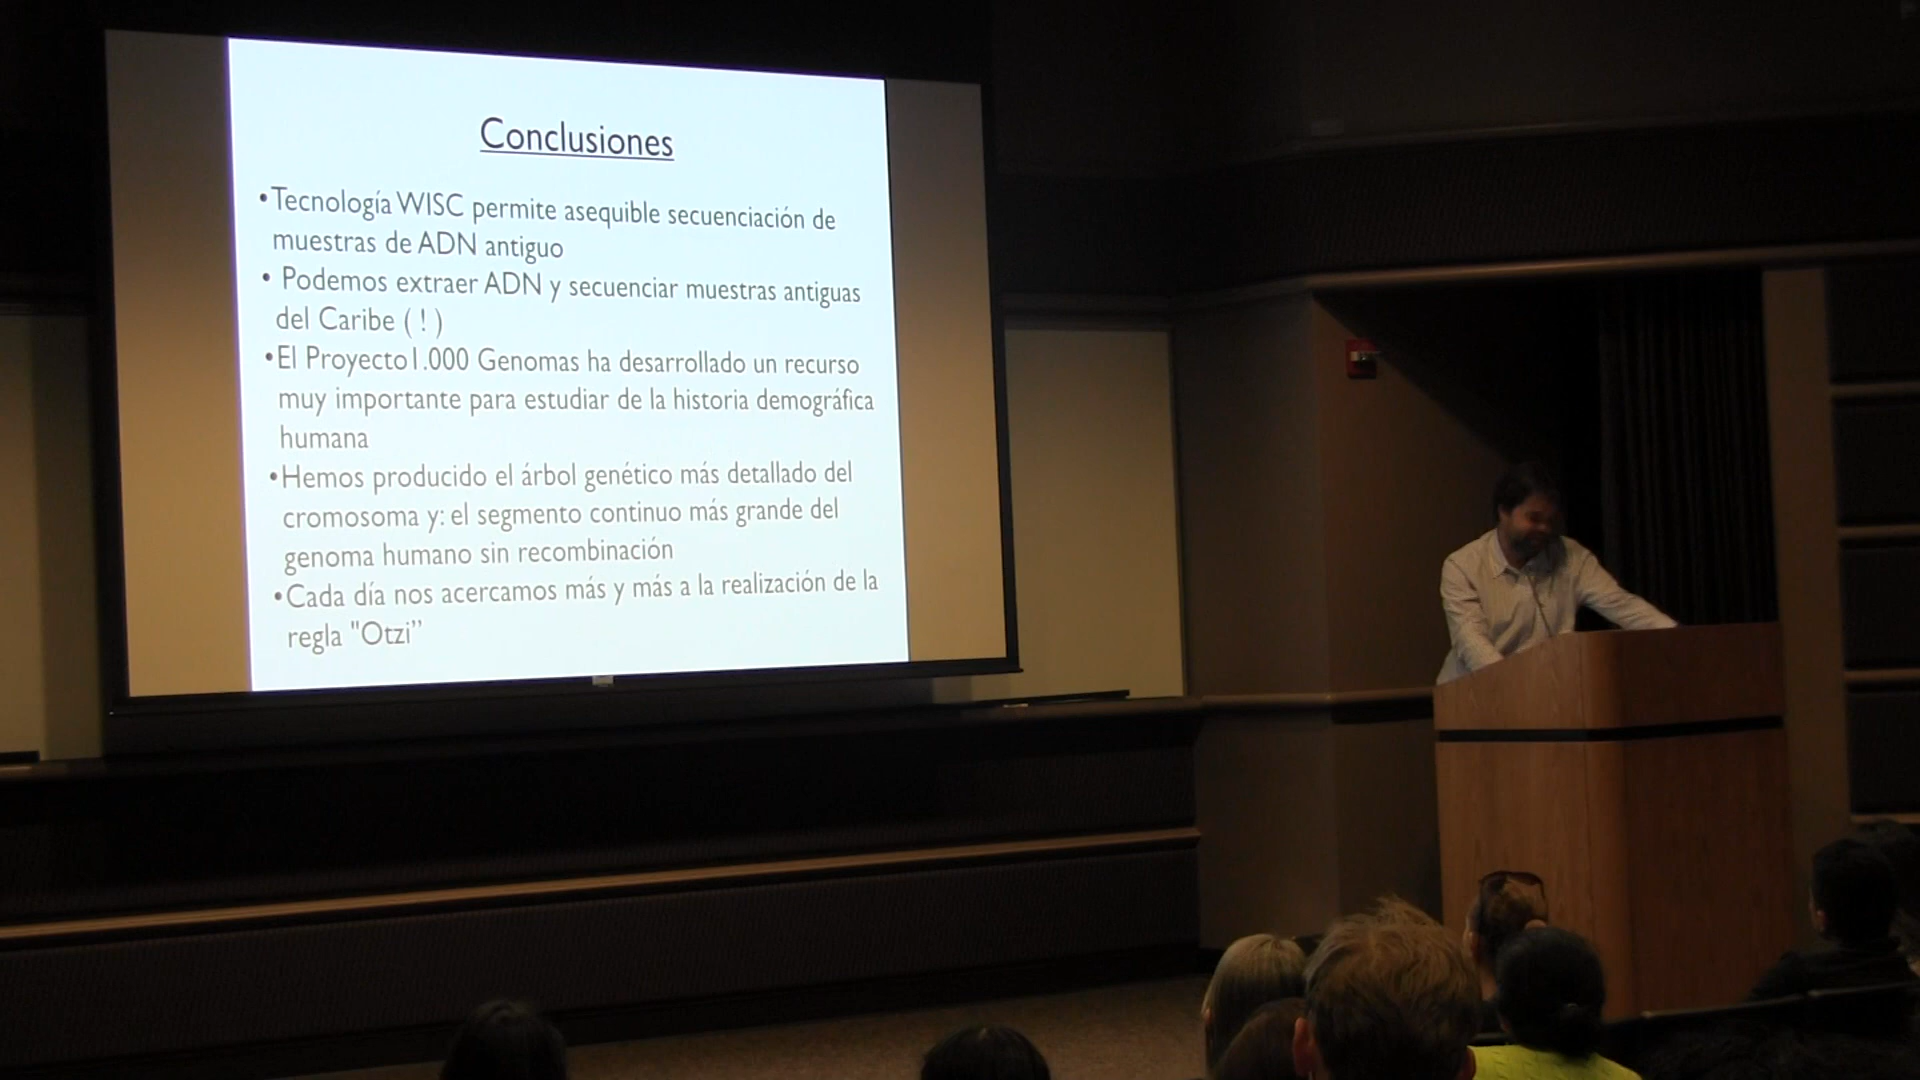 Conclusiones
•Tecnología WISC permite asequible secuenciación de
muestras de ADN antiguo
• Podemos extraer ADN y secuenciar muestras antiguas
del Caribe ( ! )
•El Proyecto1.000 Genomas ha desarrollado un recurso
muy importante para estudiar de la historia demográfica
humana
•Hemos producido el árbol genético más detallado del
cromosoma y: el segmento continuo más grande del
genoma humano sin recombinación
•Cada día nos acercamos más y más a la realización de la
regla "Otzi”